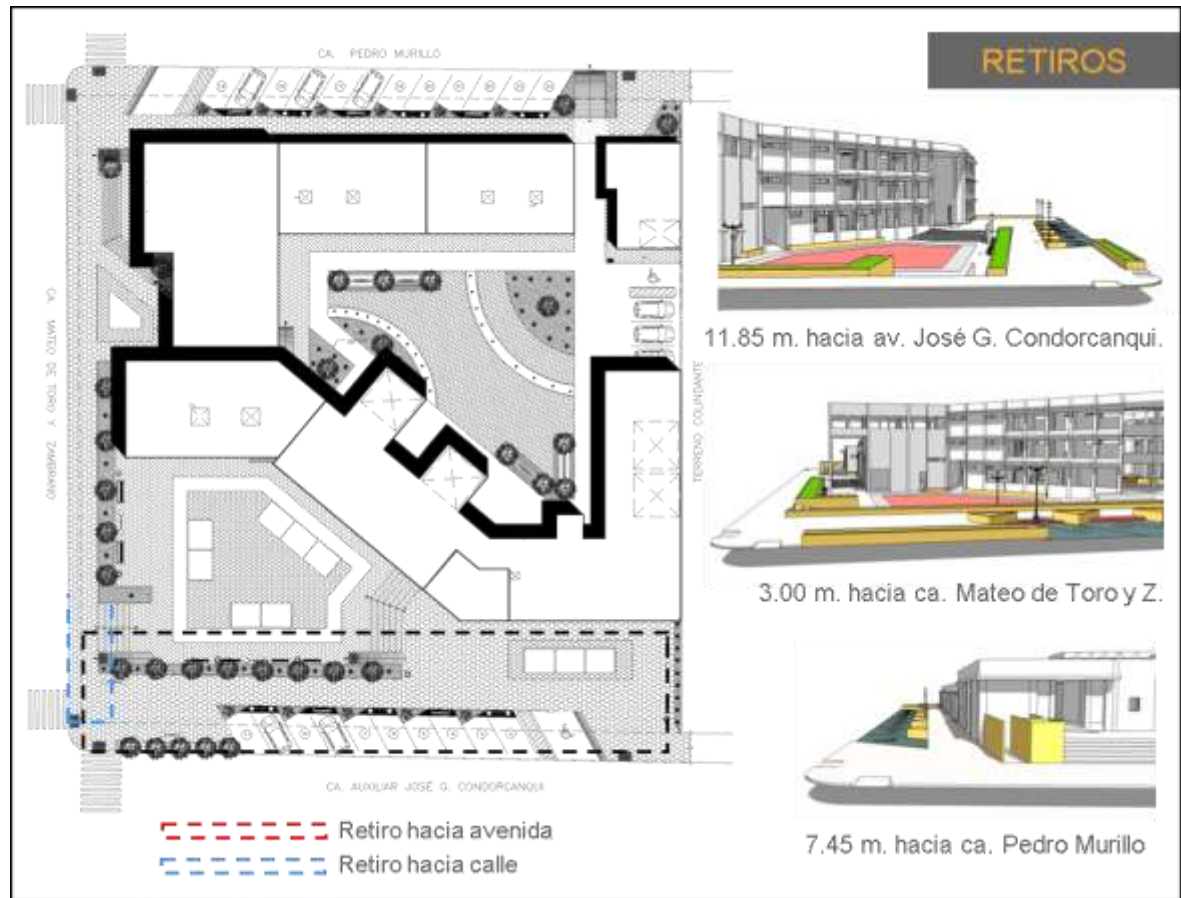 RETIROS
CA. PEDRO MURILLO
CA. MATEO DE TORO Y ZAMBRANO
TERRENO COLINDANTE
CA. AUXILIAR JOSÉ G. CONDORCANQUI
11.85 m. hacia av. José G. Condorcanqui.
3.00 m. hacia ca. Mateo de Toro y Z.
7.45 m. hacia ca. Pedro Murillo
Retiro hacia avenida
Retiro hacia calle